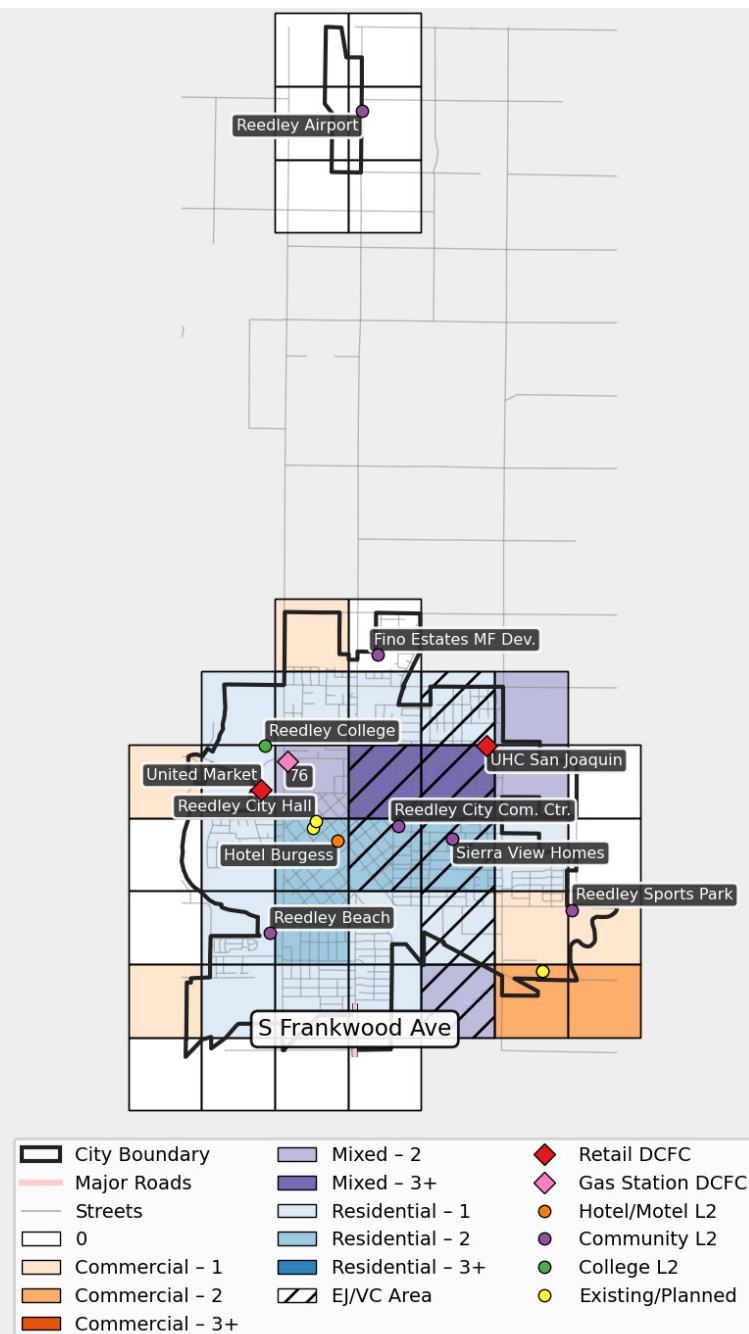 Reedley Airport
Fino Estates MF Dev.
Reedley College
UHC San Joaquin
United Market
76
Reedley City Hall
Reedley City Com. Ctr.
Hotel Burgess
Sierra View Homes
Reedley Sports Park
Reedley Beach
S Frankwood Ave
City Boundary
Major Roads
Streets
0
Commercial – 1
Commercial – 2
Commercial – 3+
Mixed – 2
Mixed – 3+
Residential – 1
Residential – 2
Residential – 3+
EJ/VC Area
Retail DCFC
Gas Station DCFC
Hotel/Motel L2
Community L2
College L2
Existing/Planned